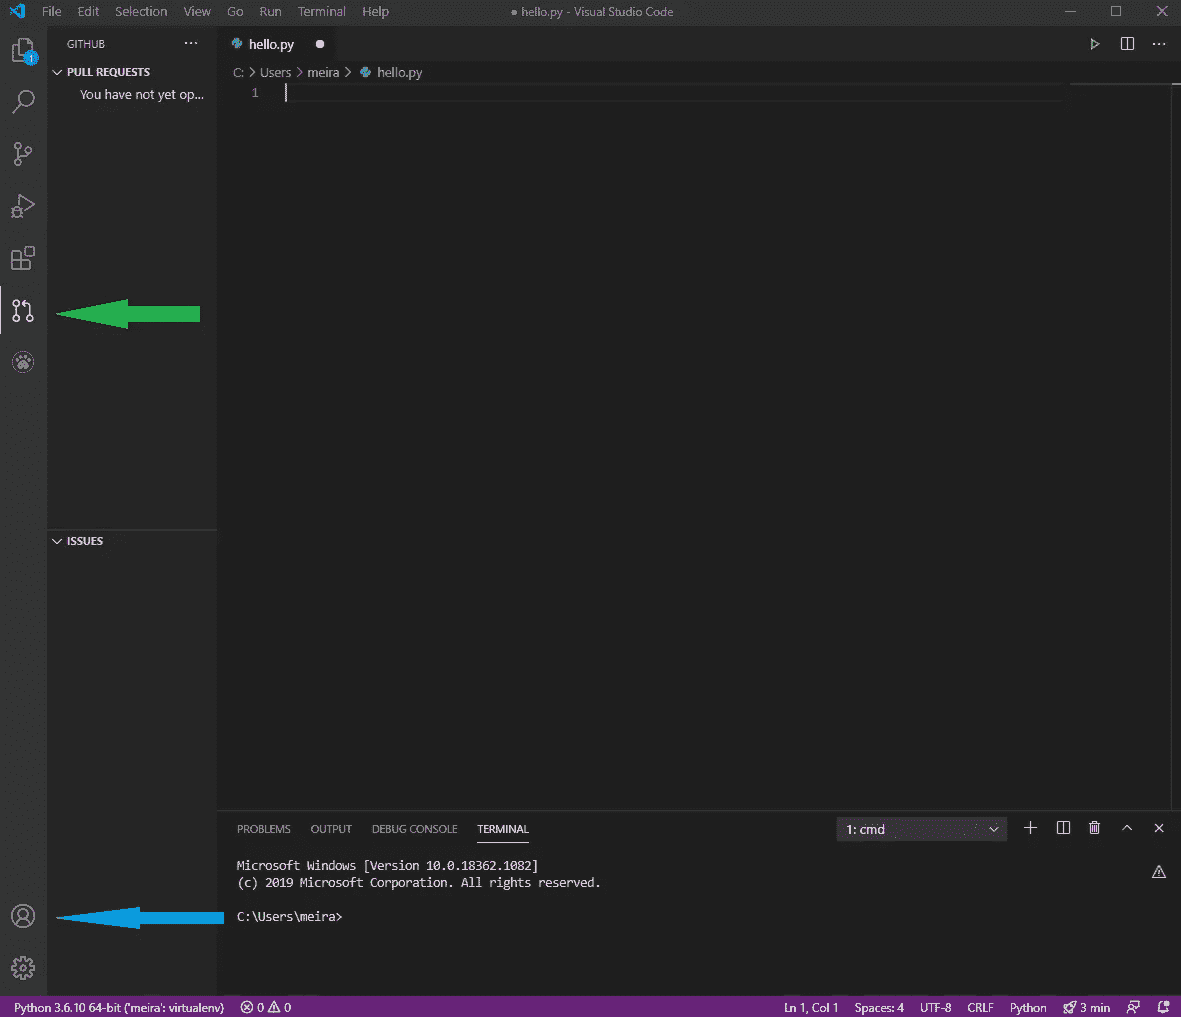 File Edit Selection View Go Run Terminal Help
● hello.py - Visual Studio Code
GITHUB ···
PULL REQUESTS
You have not yet op...
ISSUES
1
hello.py ●
C: > Users > meira > hello.py
1
PROBLEMS OUTPUT DEBUG CONSOLE TERMINAL
1: cmd
Microsoft Windows [Version 10.0.18362.1082]
(c) 2019 Microsoft Corporation. All rights reserved.
C:\Users\meira>
Python 3.6.10 64-bit ('meira': virtualenv) 0 0 Ln 1, Col 1 Spaces: 4 UTF-8 CRLF Python 3 min